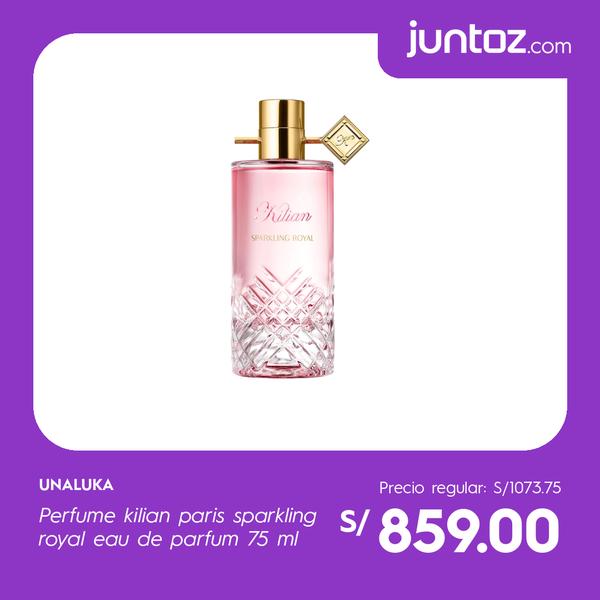 juntoz.com
Kilian
SPARKLING ROYAL
UNALUKA
Perfume kilian paris sparkling
royal eau de parfum 75 ml
Precio regular: S/1073.75
S/ 859.00